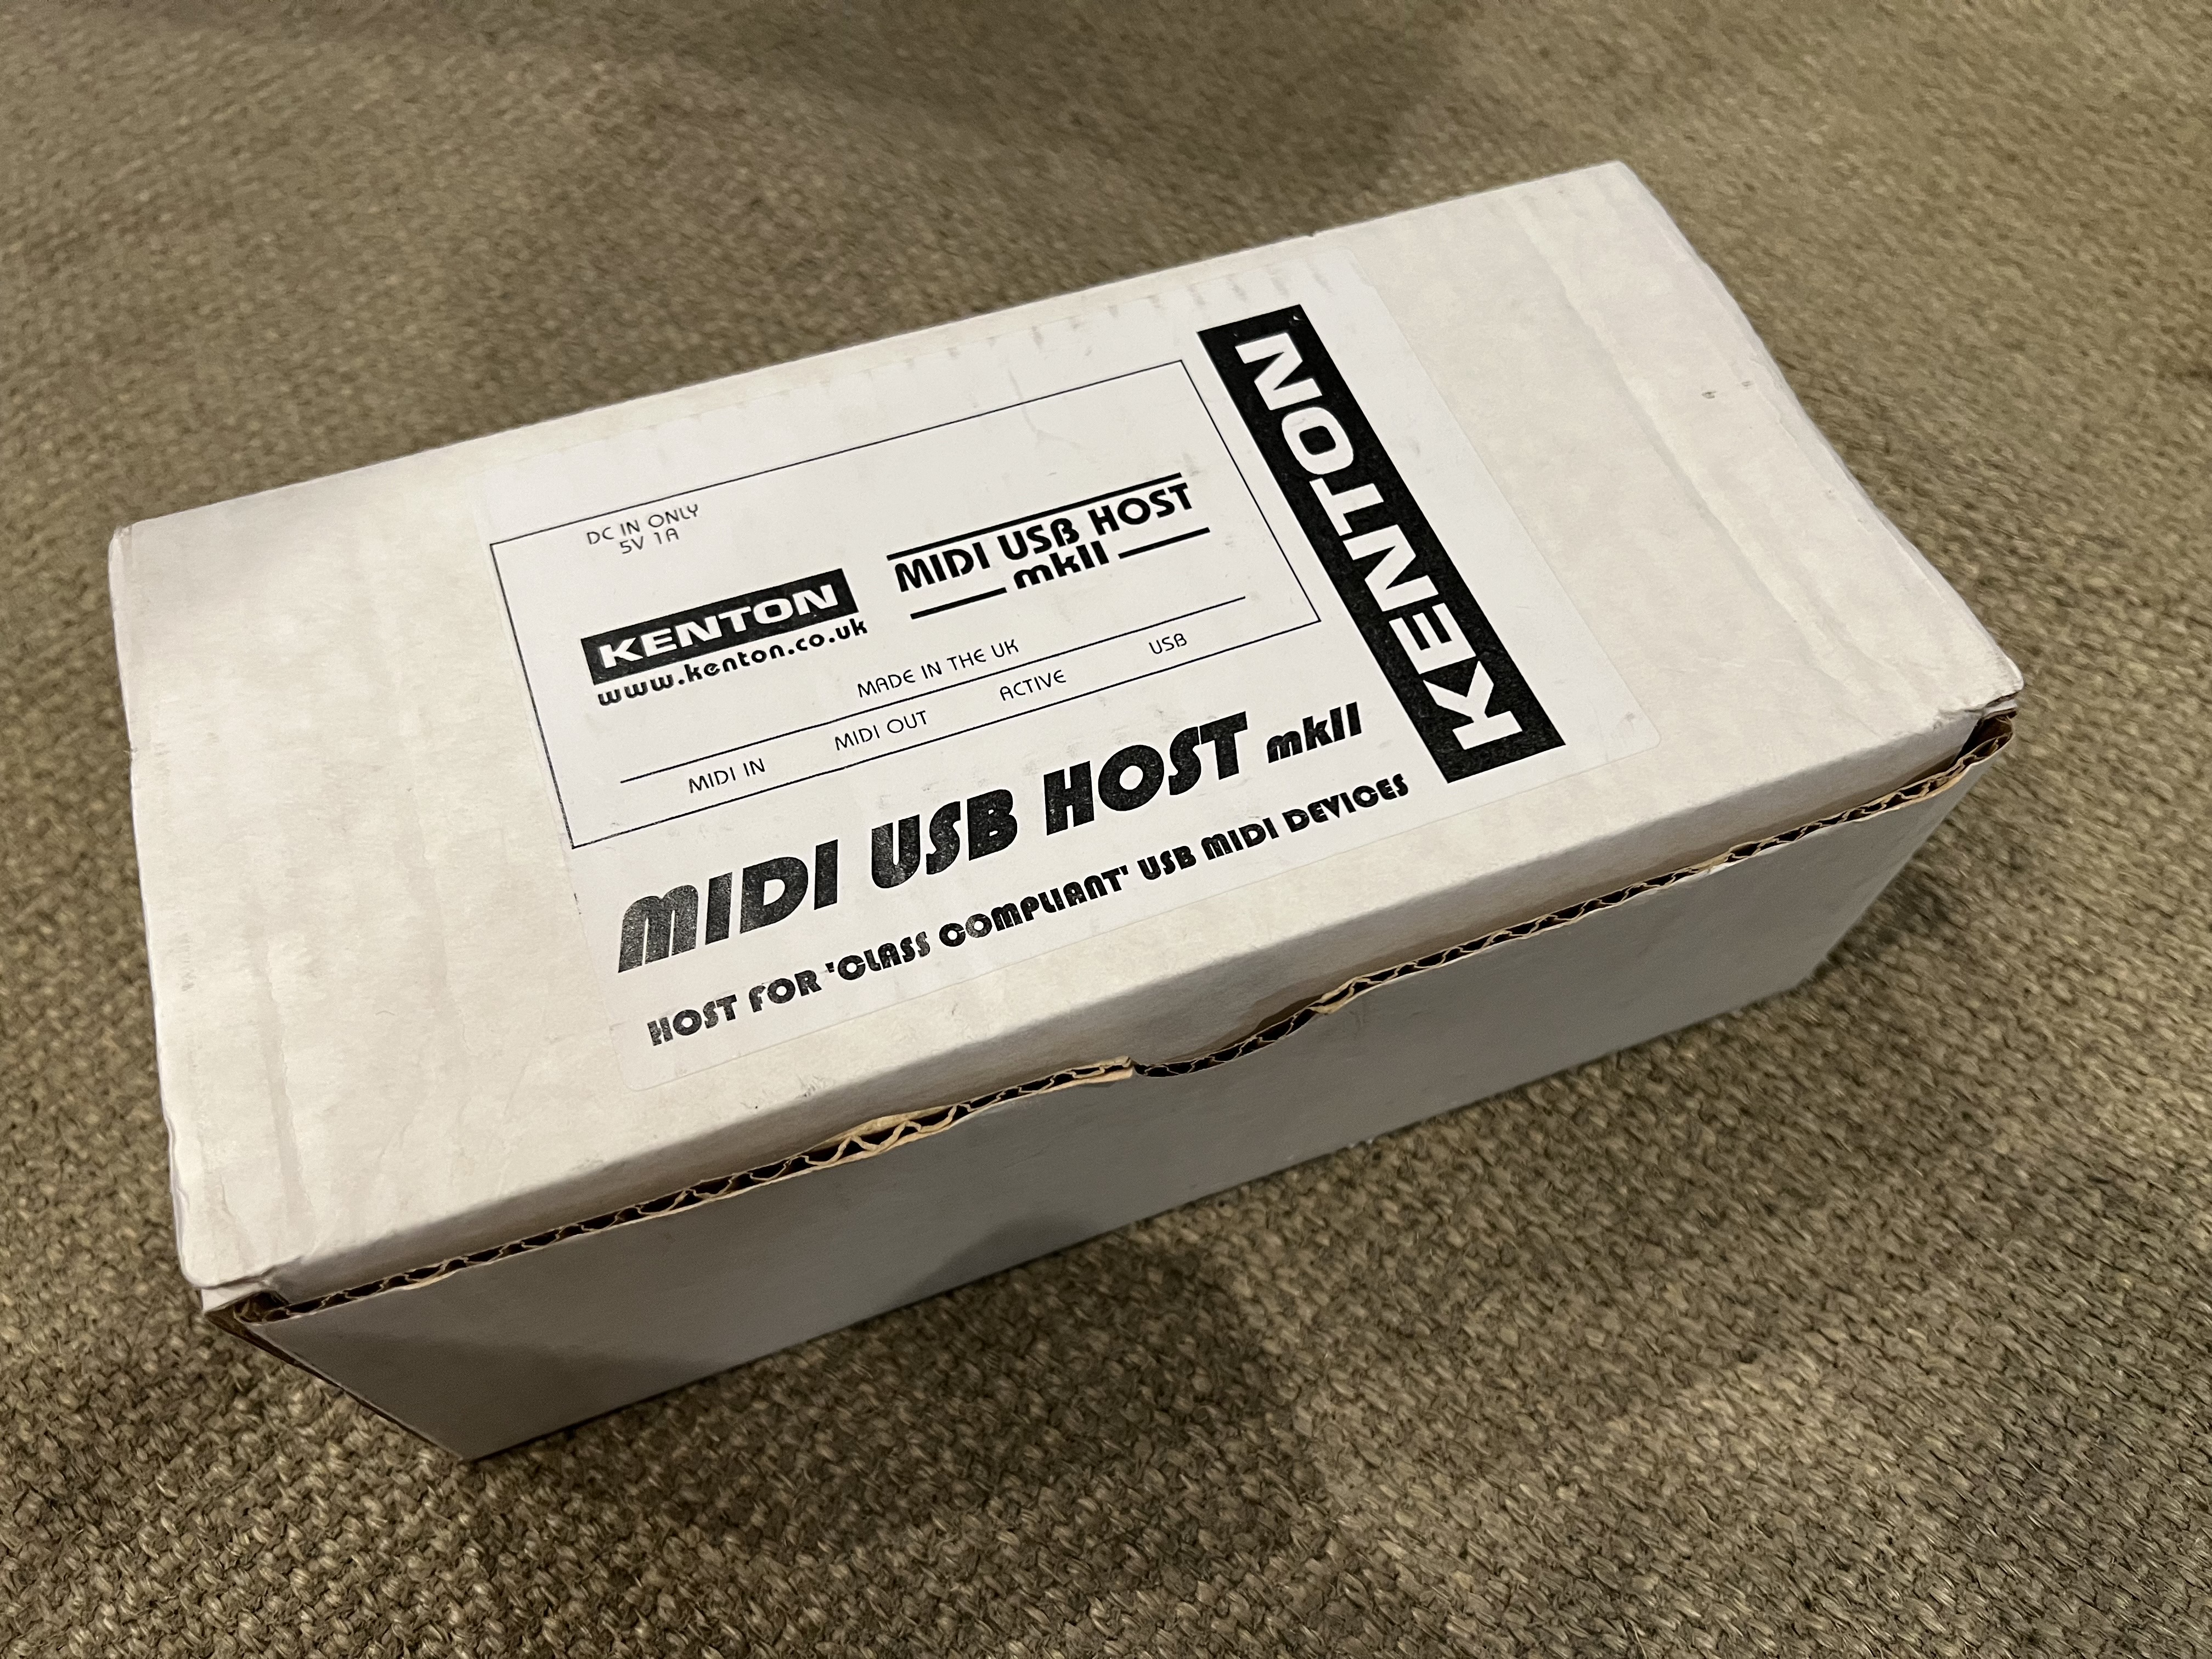 DC IN ONLY
5V 1A
KENTON
www.kenton.co.uk
MIDI USB HOST
mkII
MADE IN THE UK
MIDI IN MIDI OUT ACTIVE USB
MIDI USB HOST mkII
HOST FOR 'CLASS COMPLIANT' USB MIDI DEVICES
KENTON